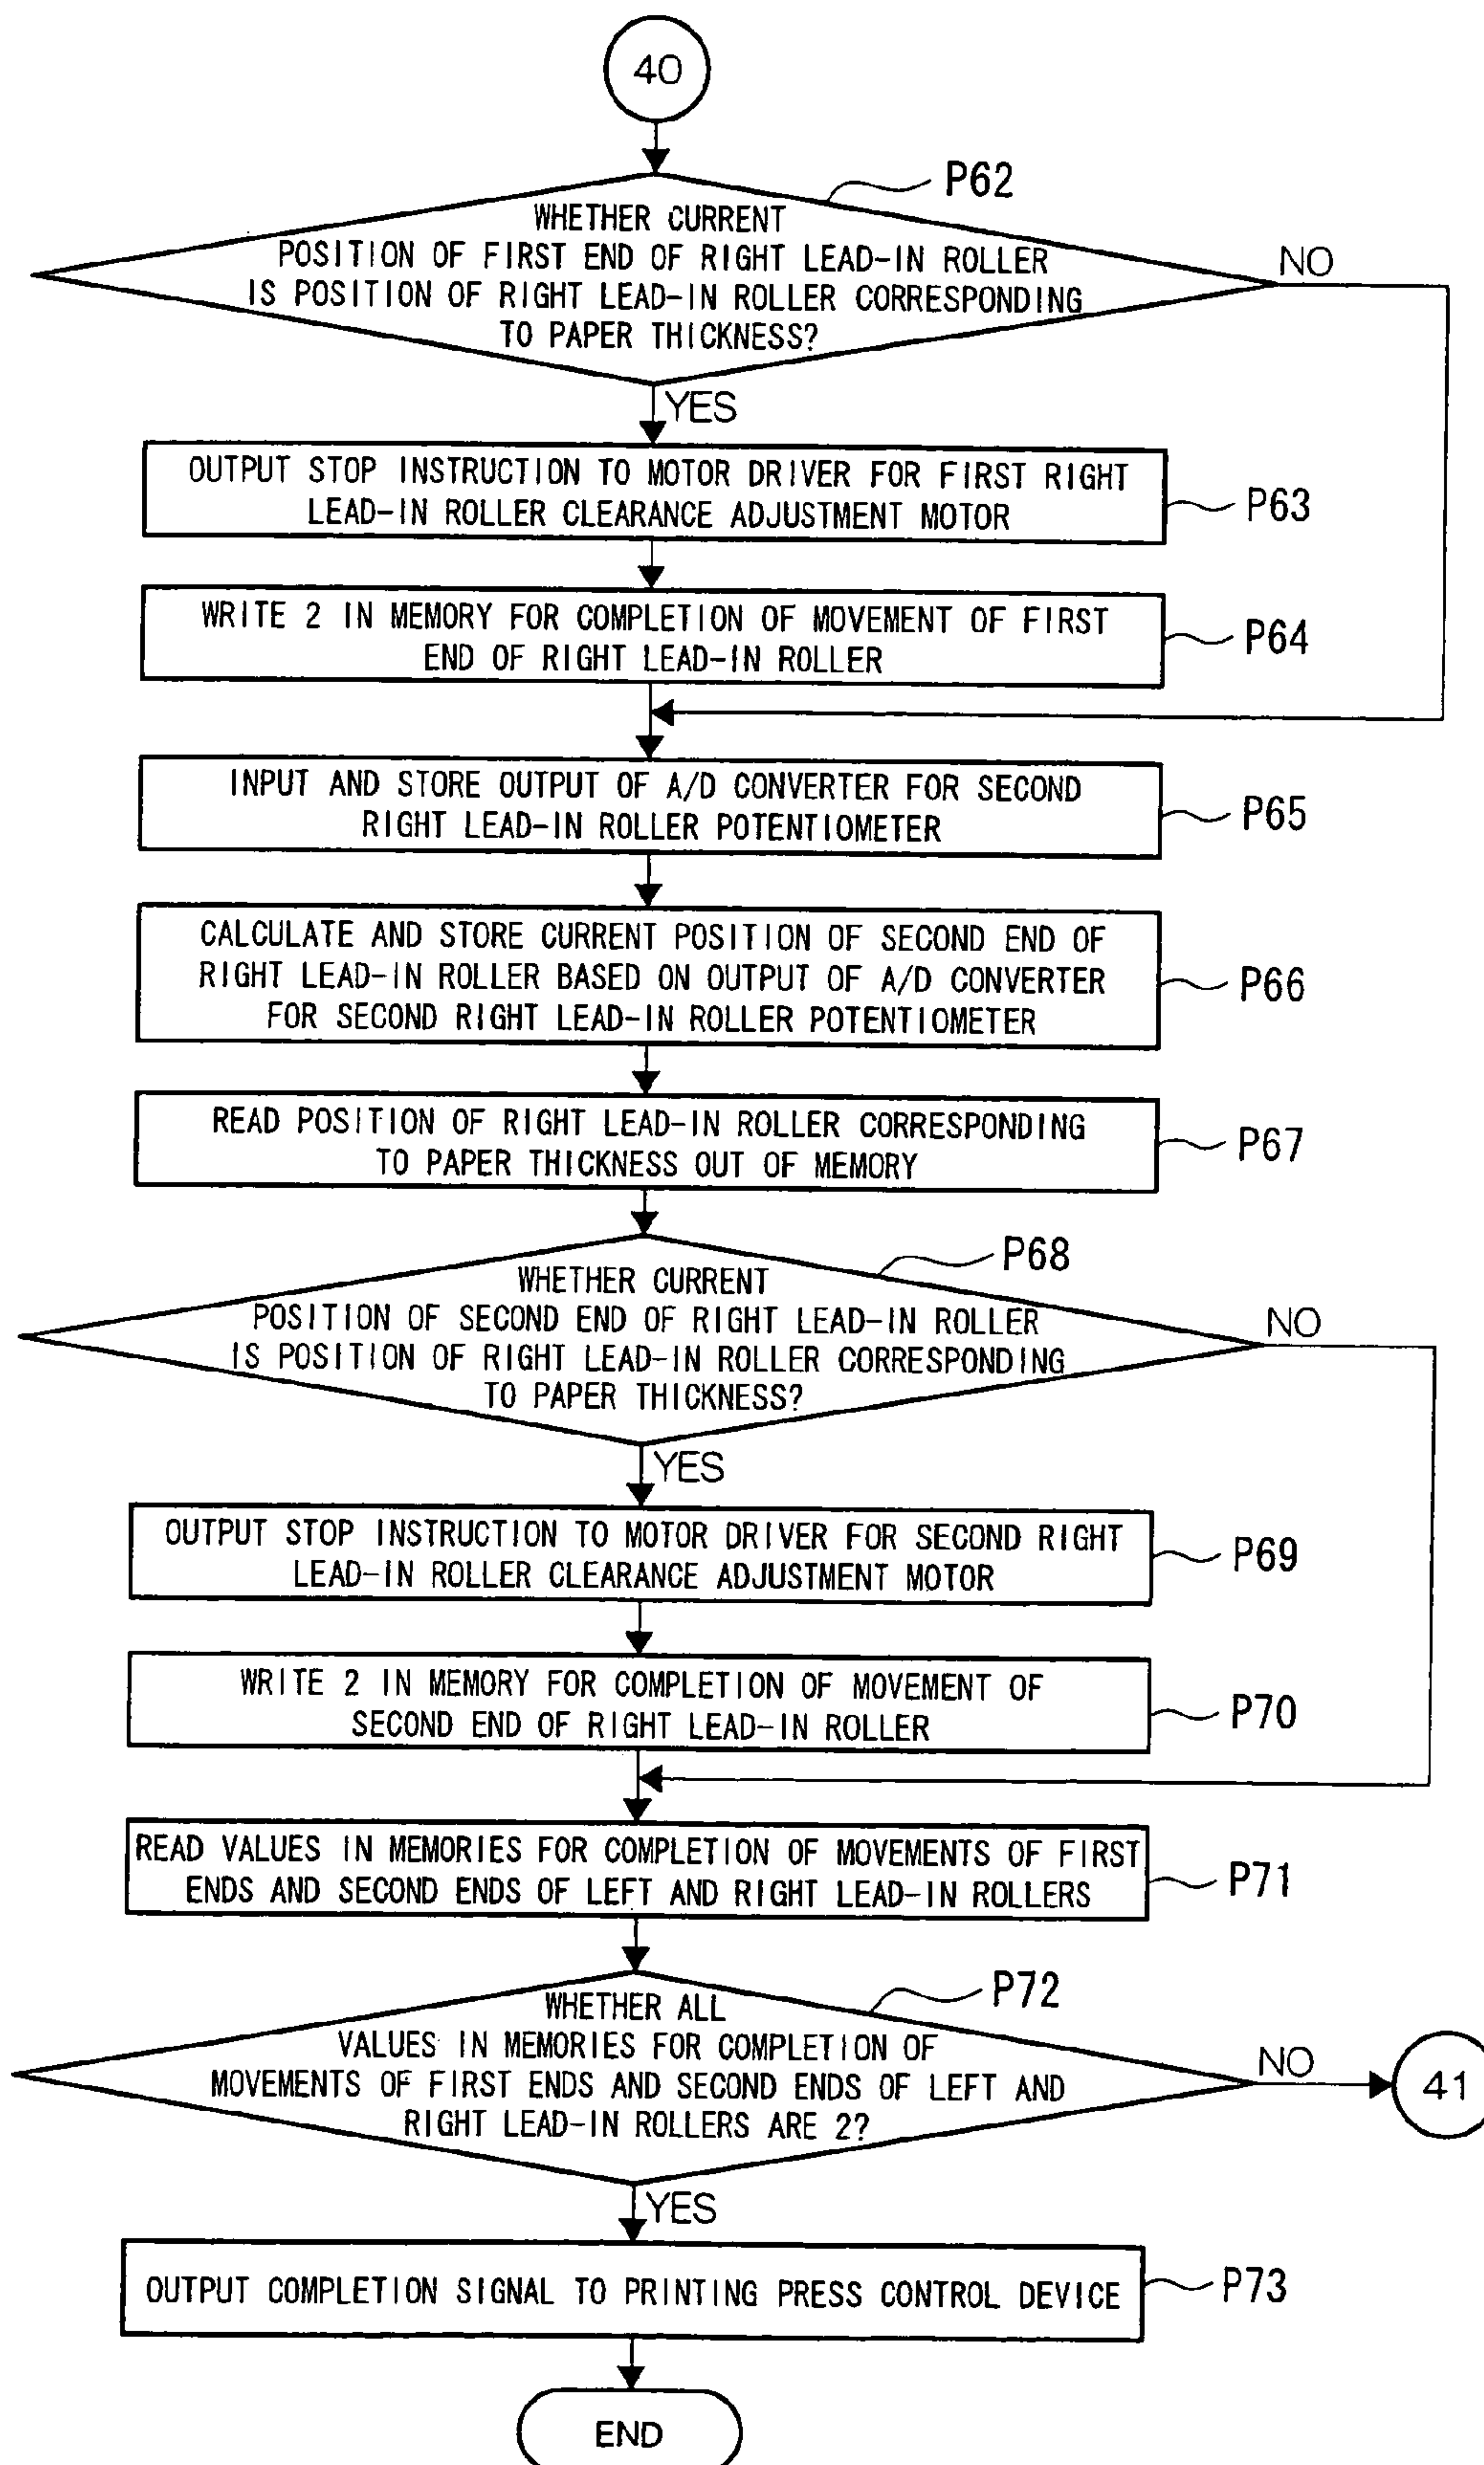 40
P62
WHETHER CURRENT
POSITION OF FIRST END OF RIGHT LEAD-IN ROLLER
IS POSITION OF RIGHT LEAD-IN ROLLER CORRESPONDING
TO PAPER THICKNESS?
NO
YES
OUTPUT STOP INSTRUCTION TO MOTOR DRIVER FOR FIRST RIGHT
LEAD-IN ROLLER CLEARANCE ADJUSTMENT MOTOR
P63
WRITE 2 IN MEMORY FOR COMPLETION OF MOVEMENT OF FIRST
END OF RIGHT LEAD-IN ROLLER
P64
INPUT AND STORE OUTPUT OF A/D CONVERTER FOR SECOND
RIGHT LEAD-IN ROLLER POTENTIOMETER
P65
CALCULATE AND STORE CURRENT POSITION OF SECOND END OF
RIGHT LEAD-IN ROLLER BASED ON OUTPUT OF A/D CONVERTER
FOR SECOND RIGHT LEAD-IN ROLLER POTENTIOMETER
P66
READ POSITION OF RIGHT LEAD-IN ROLLER CORRESPONDING
TO PAPER THICKNESS OUT OF MEMORY
P67
P68
WHETHER CURRENT
POSITION OF SECOND END OF RIGHT LEAD-IN ROLLER
IS POSITION OF RIGHT LEAD-IN ROLLER CORRESPONDING
TO PAPER THICKNESS?
NO
YES
OUTPUT STOP INSTRUCTION TO MOTOR DRIVER FOR SECOND RIGHT
LEAD-IN ROLLER CLEARANCE ADJUSTMENT MOTOR
P69
WRITE 2 IN MEMORY FOR COMPLETION OF MOVEMENT OF
SECOND END OF RIGHT LEAD-IN ROLLER
P70
READ VALUES IN MEMORIES FOR COMPLETION OF MOVEMENTS OF FIRST
ENDS AND SECOND ENDS OF LEFT AND RIGHT LEAD-IN ROLLERS
P71
P72
WHETHER ALL
VALUES IN MEMORIES FOR COMPLETION OF
MOVEMENTS OF FIRST ENDS AND SECOND ENDS OF LEFT AND
RIGHT LEAD-IN ROLLERS ARE 2?
NO
41
YES
OUTPUT COMPLETION SIGNAL TO PRINTING PRESS CONTROL DEVICE
P73
END